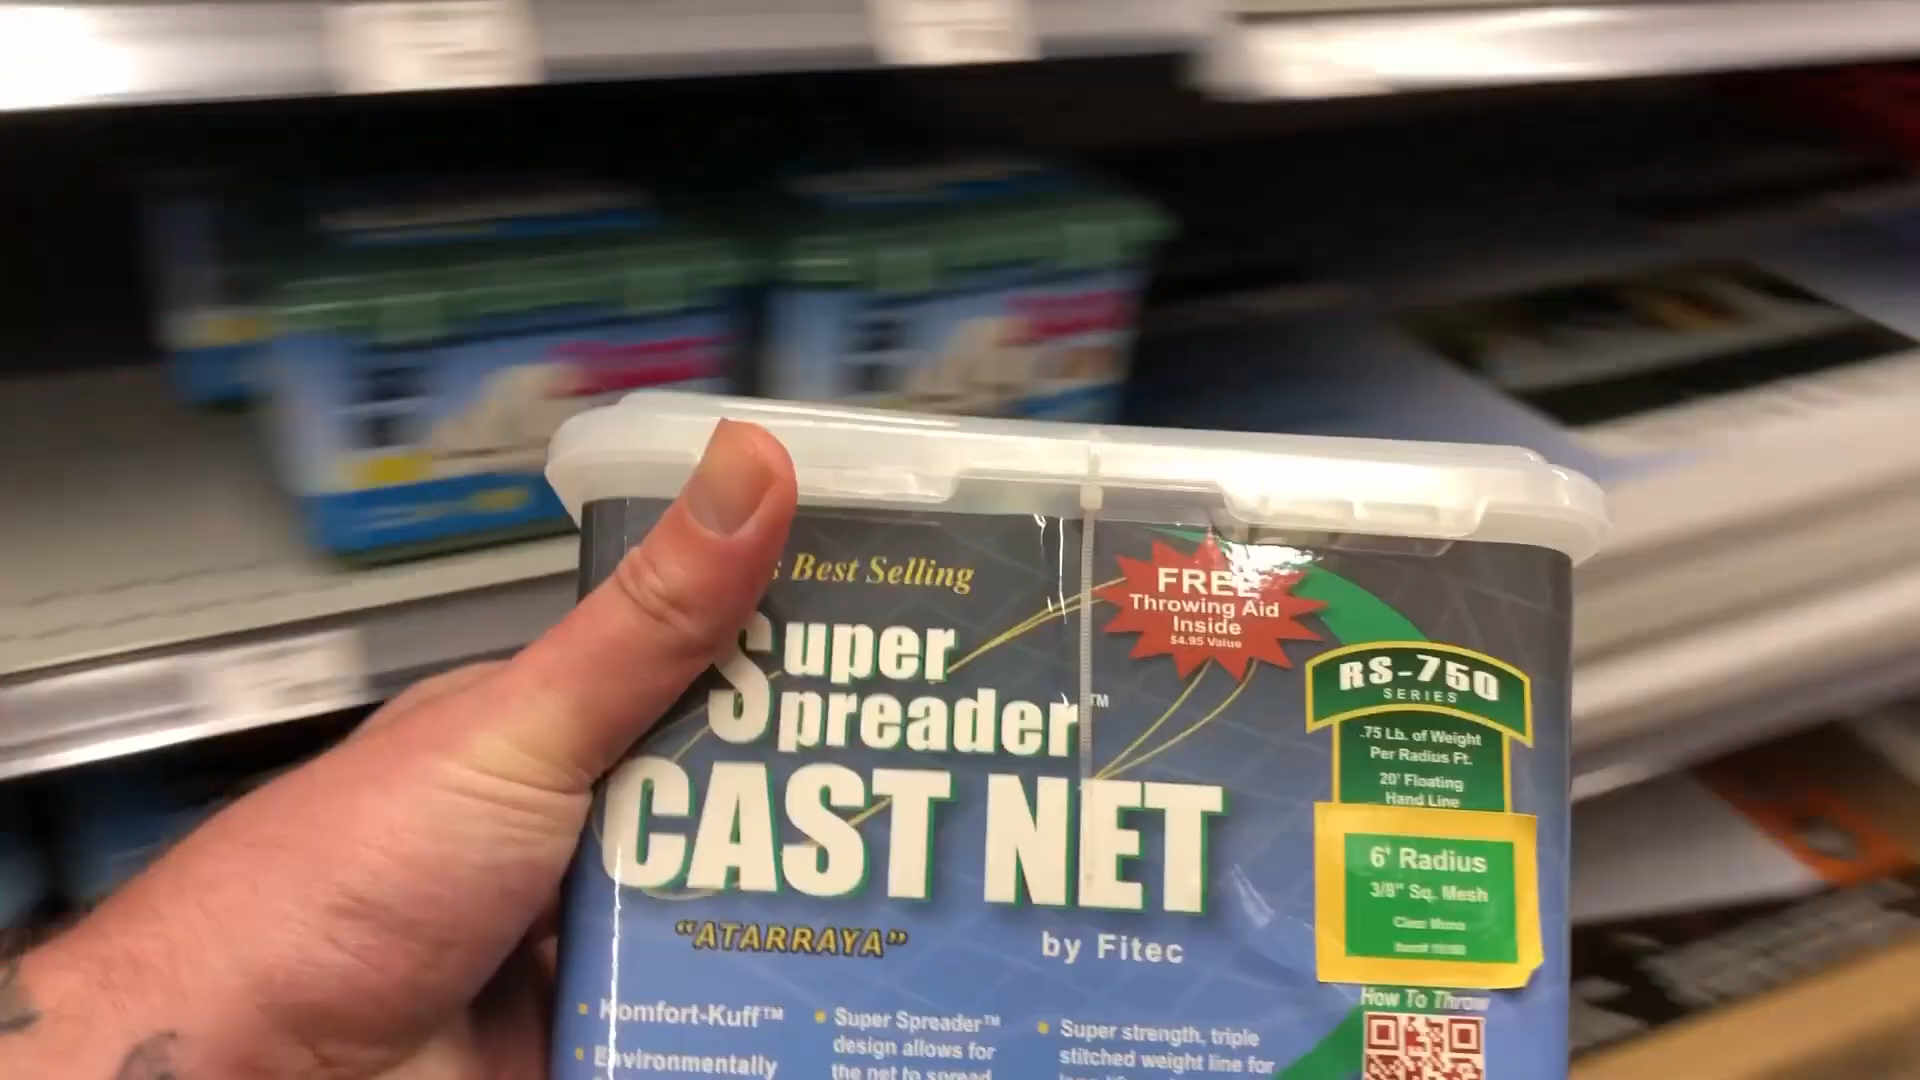 s Best Selling
Super
Spreader™
CAST NET
"ATARRAYA"
by Fitec
FREE
Throwing Aid
Inside
$4.95 Value
RS-750
SERIES
.75 Lb. of Weight
Per Radius Ft.
20' Floating
Hand Line
6' Radius
3/8" Sq. Mesh
Clear Mono
How To Throw
Komfort-Kuff™
Environmentally
Super Spreader™
design allows for
the net to spread
Super strength, triple
stitched weight line for